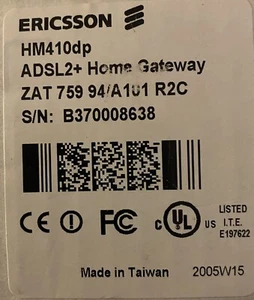 ERICSSON
HM410dp
ADSL2+ Home Gateway
ZAT 759 94/A101 R2C
S/N: B370008638
CE FC c UL US LISTED
I.T.E.
E197622
Made in Taiwan 2005W15